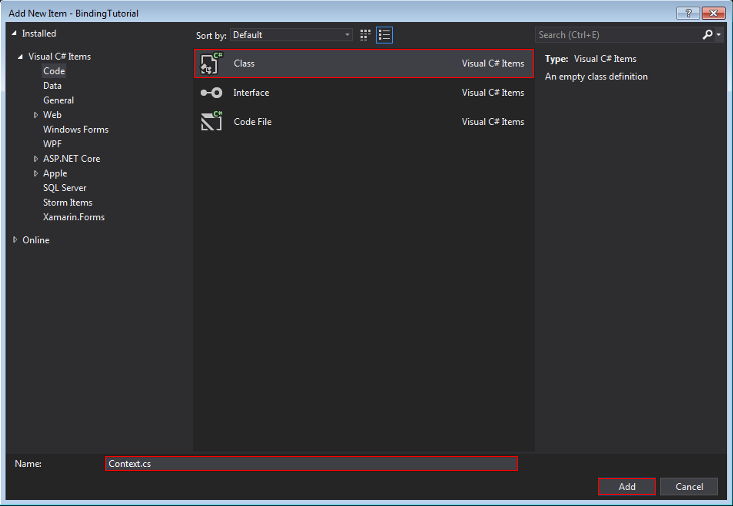 Add New Item - BindingTutorial
Installed
Visual C# Items
Code
Data
General
Web
Windows Forms
WPF
ASP.NET Core
Apple
SQL Server
Storm Items
Xamarin.Forms
Online
Sort by: Default
C# Class Visual C# Items
Interface Visual C# Items
C# Code File Visual C# Items
Search (Ctrl+E)
Type: Visual C# Items
An empty class definition
Name: Context.cs
Add Cancel